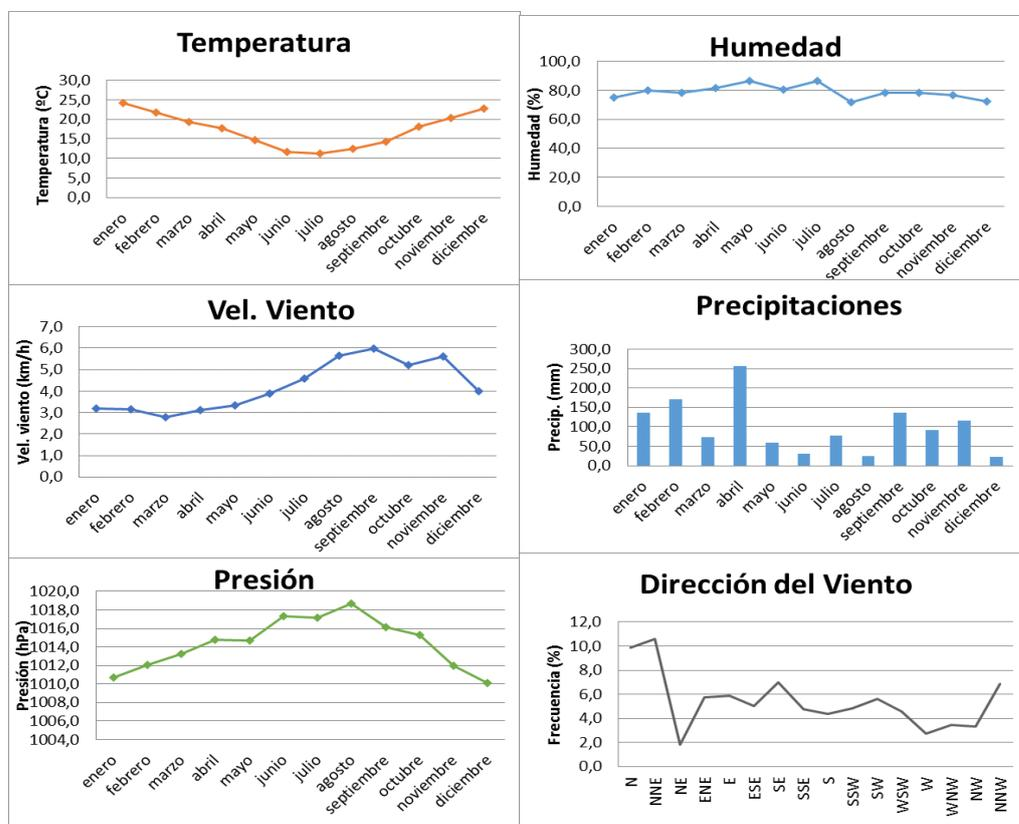 Temperatura
Temperatura (ºC)
30,0
25,0
20,0
15,0
10,0
5,0
0,0
enero
febrero
marzo
abril
mayo
junio
julio
agosto
septiembre
octubre
noviembre
diciembre
Humedad
Humedad (%)
100,0
80,0
60,0
40,0
20,0
0,0
enero
febrero
marzo
abril
mayo
junio
julio
agosto
septiembre
octubre
noviembre
diciembre
Vel. Viento
Vel. viento (km/h)
7,0
6,0
5,0
4,0
3,0
2,0
1,0
0,0
enero
febrero
marzo
abril
mayo
junio
julio
agosto
septiembre
octubre
noviembre
diciembre
Precipitaciones
Precip. (mm)
300,0
250,0
200,0
150,0
100,0
50,0
0,0
enero
febrero
marzo
abril
mayo
junio
julio
agosto
septiembre
octubre
noviembre
diciembre
Presión
Presión (hPa)
1020,0
1018,0
1016,0
1014,0
1012,0
1010,0
1008,0
1006,0
1004,0
enero
febrero
marzo
abril
mayo
junio
julio
agosto
septiembre
octubre
noviembre
diciembre
Dirección del Viento
Frecuencia (%)
12,0
10,0
8,0
6,0
4,0
2,0
0,0
N
NNE
NE
ENE
E
ESE
SE
SSE
S
SSW
SW
WSW
W
WNW
NW
NNW